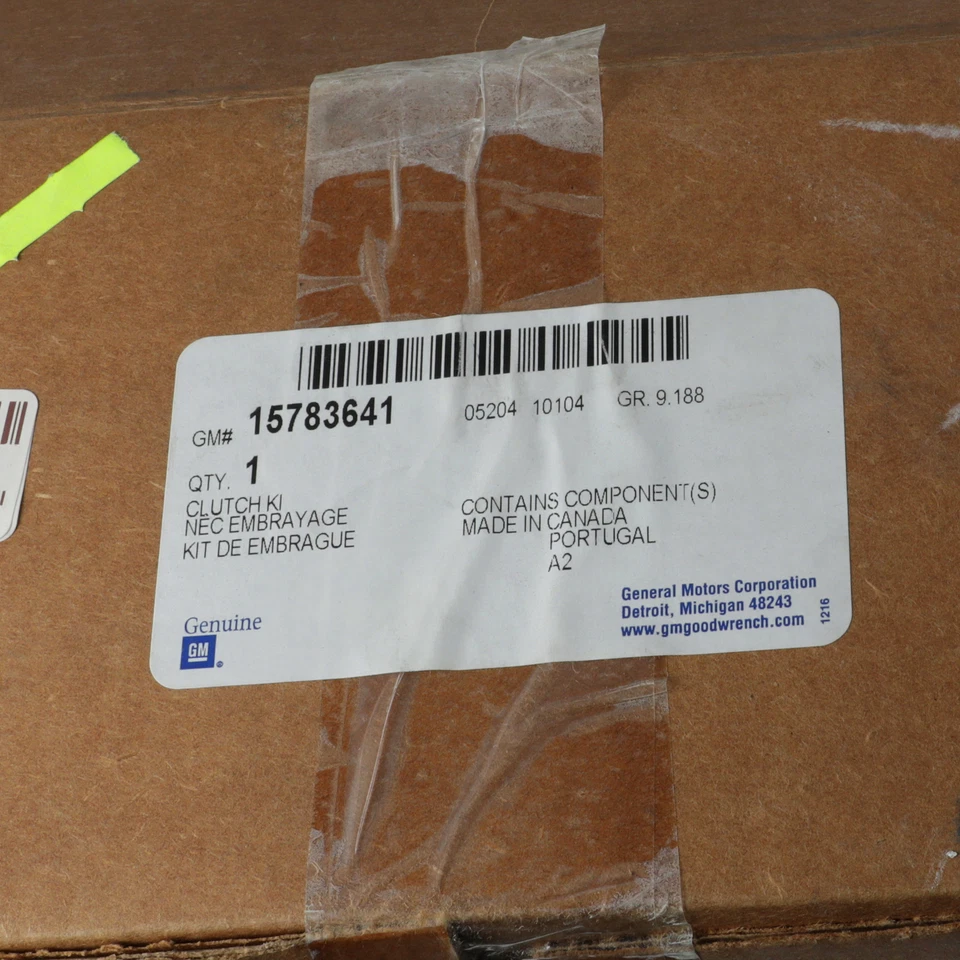 GM# 15783641 05204 10104 GR. 9.188
QTY. 1
CLUTCH KI
NEC EMBRAYAGE
KIT DE EMBRAGUE
CONTAINS COMPONENT(S)
MADE IN CANADA
PORTUGAL
A2
Genuine
GM
General Motors Corporation
Detroit, Michigan 48243
www.gmgoodwrench.com
1216